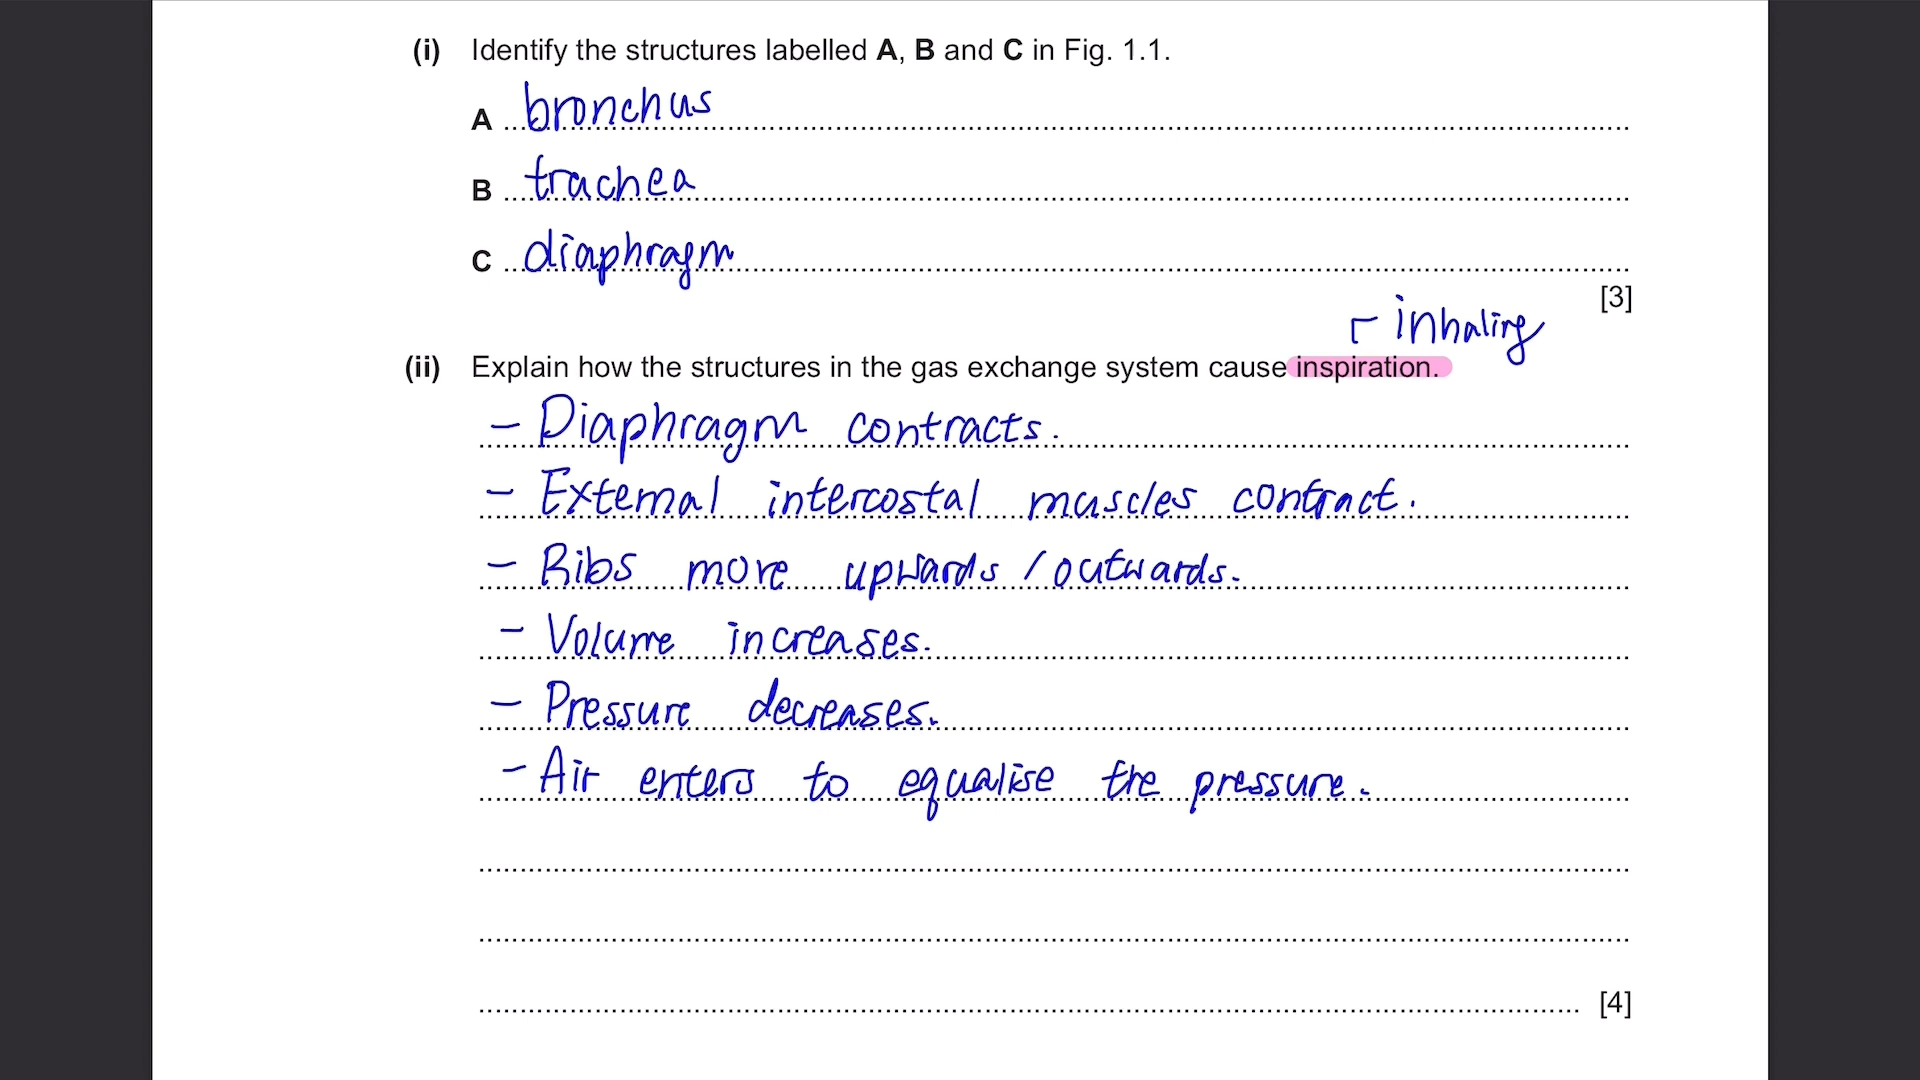 (i) Identify the structures labelled A, B and C in Fig. 1.1.
A bronchus
B trachea
C diaphragm
[3]
inhaling
(ii) Explain how the structures in the gas exchange system cause inspiration.
- Diaphragm contracts.
- External intercostal muscles contract.
- Ribs move upwards / outwards.
- Volume increases.
- Pressure decreases.
- Air enters to equalise the pressure.
[4]